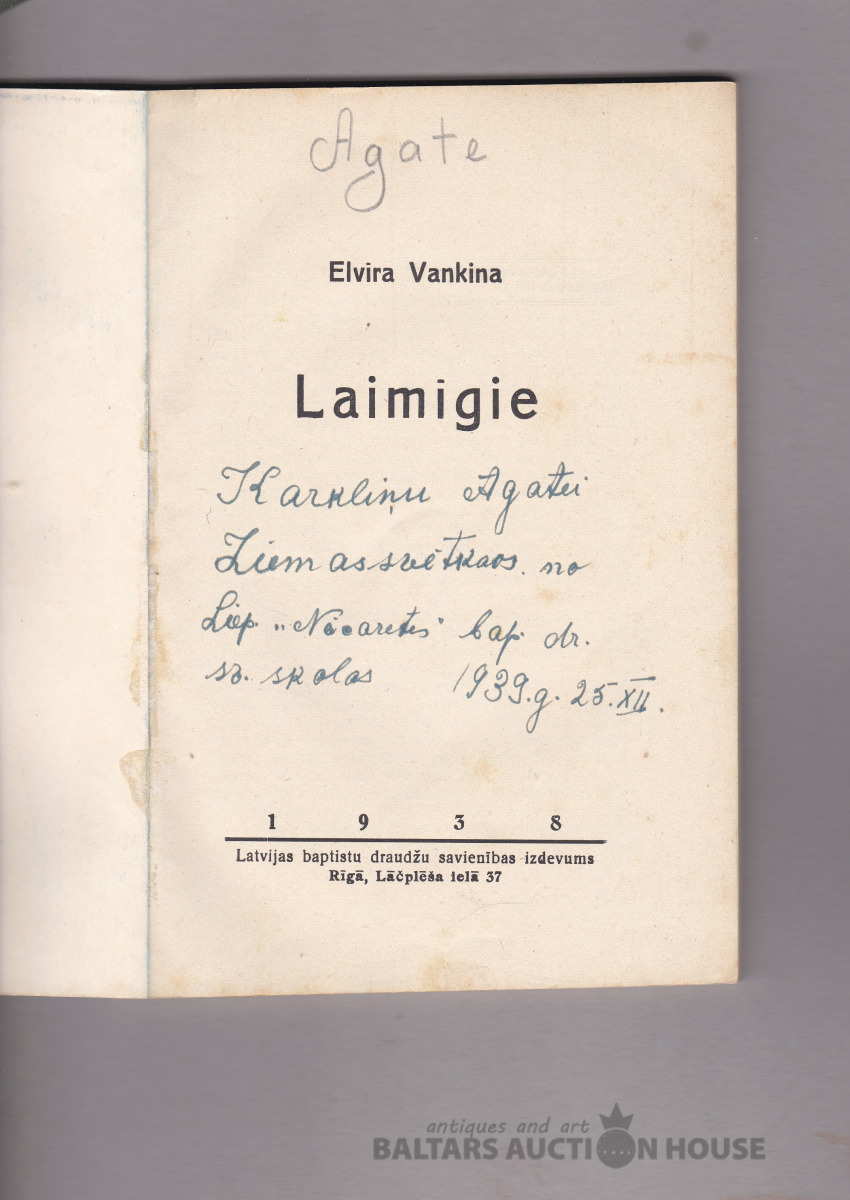 Agate
Elvira Vankina
Laimīgie
Karkliņu Agatei
Ziemassvētkos no
Liep. „Nācaretes" bap. dr.
sv. skolas 1939.g. 25.XII.
1 9 3 8
Latvijas baptistu draudžu savienības izdevums
Rīgā, Lāčplēša ielā 37
antiques and art
BALTARS AUCTION HOUSE